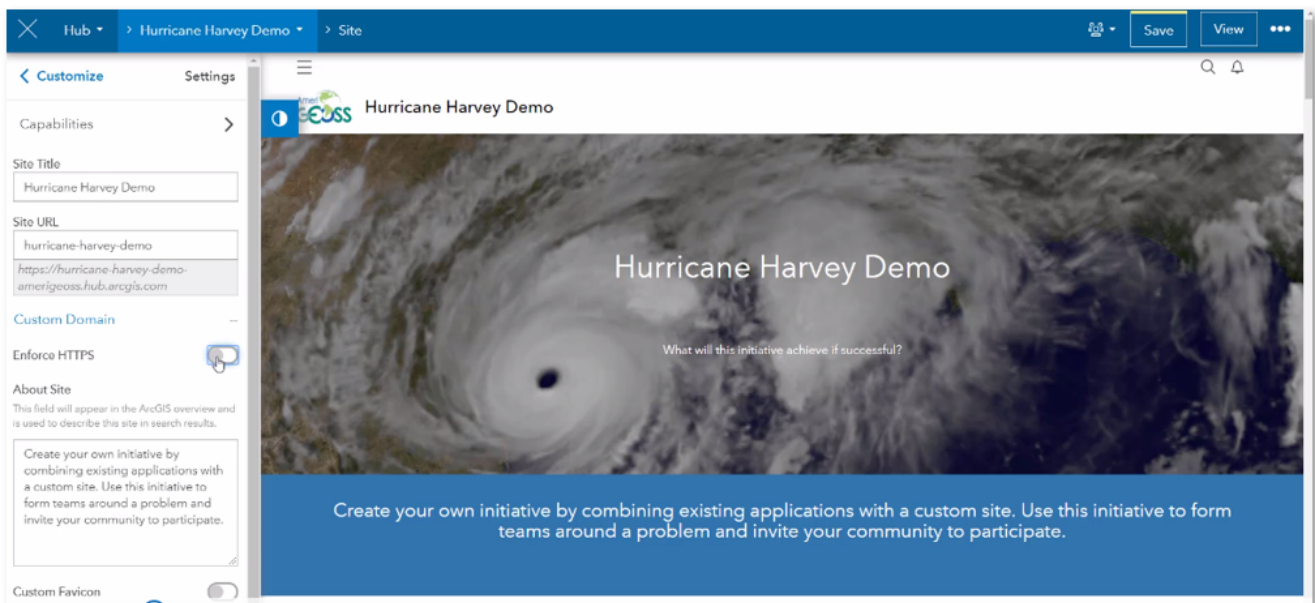 Hub
> Hurricane Harvey Demo
> Site
Save
View
Customize
Settings
Capabilities
Site Title
Hurricane Harvey Demo
Site URL
hurricane-harvey-demo
https://hurricane-harvey-demo-
amerigeoss.hub.arcgis.com
Custom Domain
Enforce HTTPS
About Site
This field will appear in the ArcGIS overview and
is used to describe this site in search results.
Create your own initiative by
combining existing applications with
a custom site. Use this initiative to
form teams around a problem and
invite your community to participate.
Custom Favicon
Ameri
GEOSS
Hurricane Harvey Demo
Hurricane Harvey Demo
What will this initiative achieve if successful?
Create your own initiative by combining existing applications with a custom site. Use this initiative to form
teams around a problem and invite your community to participate.